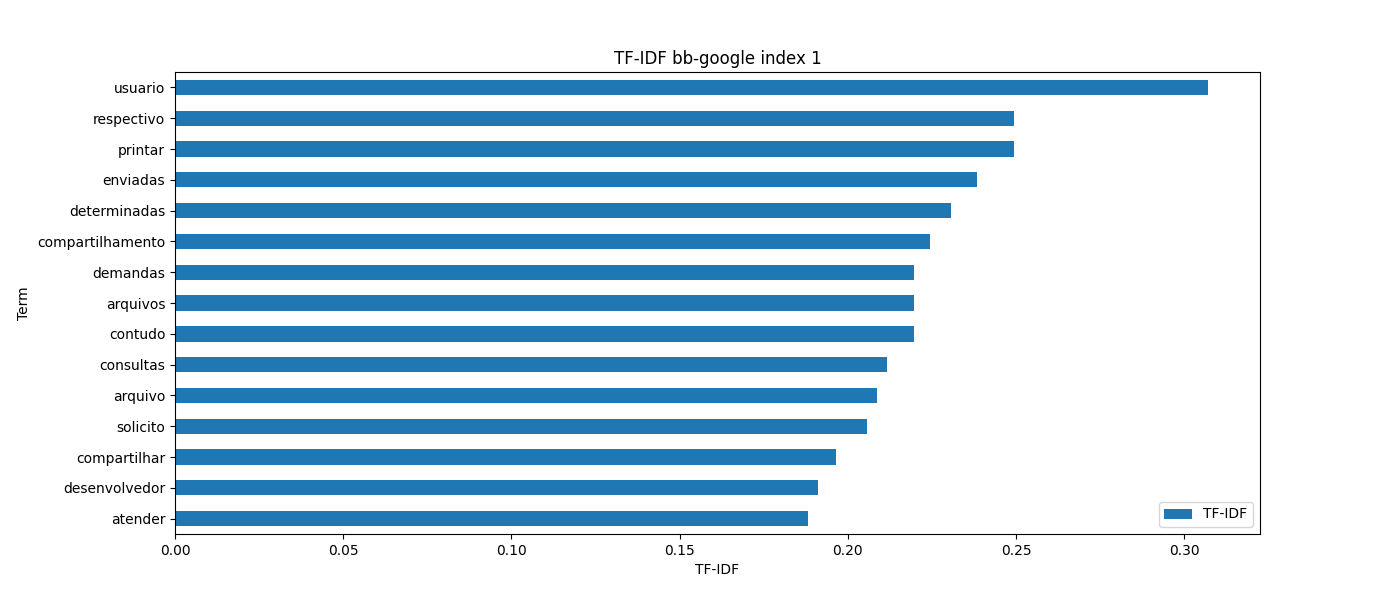 TF-IDF bb-google index 1
Term
usuario
respectivo
printar
enviadas
determinadas
compartilhamento
demandas
arquivos
contudo
consultas
arquivo
solicito
compartilhar
desenvolvedor
atender
TF-IDF
0.00 0.05 0.10 0.15 0.20 0.25 0.30
TF-IDF